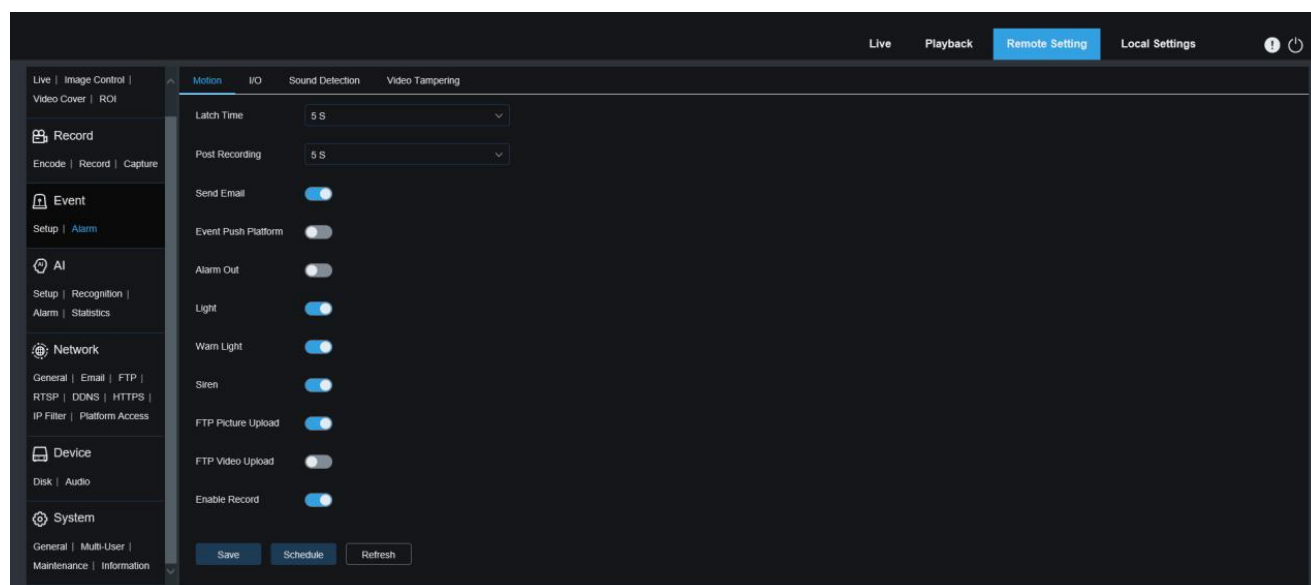 Live Playback Remote Setting Local Settings
Live | Image Control |
Video Cover | ROI
Record
Encode | Record | Capture
Event
Setup | Alarm
AI
Setup | Recognition |
Alarm | Statistics
Network
General | Email | FTP |
RTSP | DDNS | HTTPS |
IP Filter | Platform Access
Device
Disk | Audio
System
General | Multi-User |
Maintenance | Information
Motion I/O Sound Detection Video Tampering
Latch Time 5 S
Post Recording 5 S
Send Email
Event Push Platform
Alarm Out
Light
Warn Light
Siren
FTP Picture Upload
FTP Video Upload
Enable Record
Save Schedule Refresh